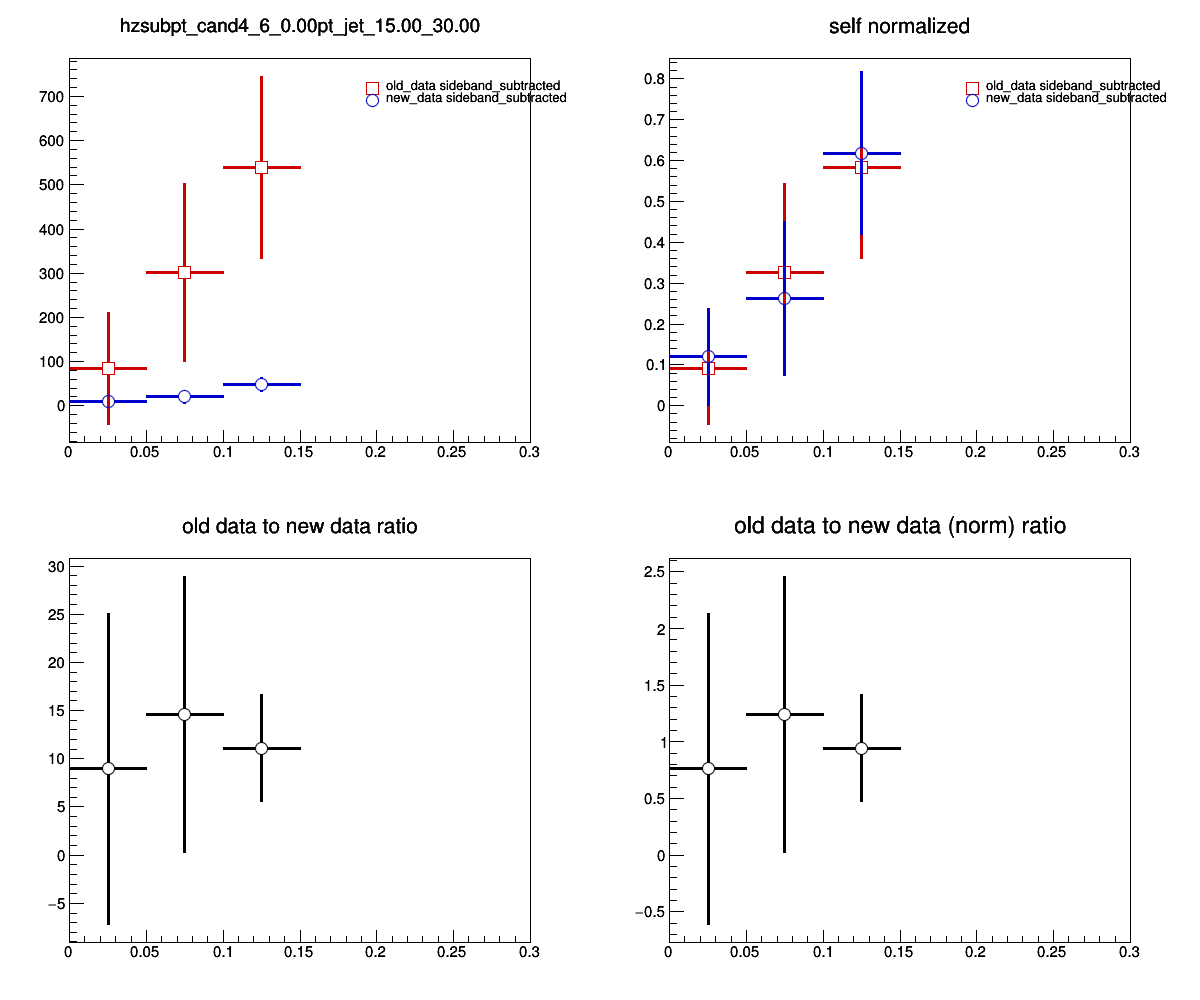 hzsubpt_cand4_6_0.00pt_jet_15.00_30.00
old_data sideband_subtracted
new_data sideband_subtracted
700
600
500
400
300
200
100
0
0 0.05 0.1 0.15 0.2 0.25 0.3
self normalized
old_data sideband_subtracted
new_data sideband_subtracted
0.8
0.7
0.6
0.5
0.4
0.3
0.2
0.1
0
0 0.05 0.1 0.15 0.2 0.25 0.3
old data to new data ratio
30
25
20
15
10
5
0
−5
0 0.05 0.1 0.15 0.2 0.25 0.3
old data to new data (norm) ratio
2.5
2
1.5
1
0.5
0
−0.5
0 0.05 0.1 0.15 0.2 0.25 0.3